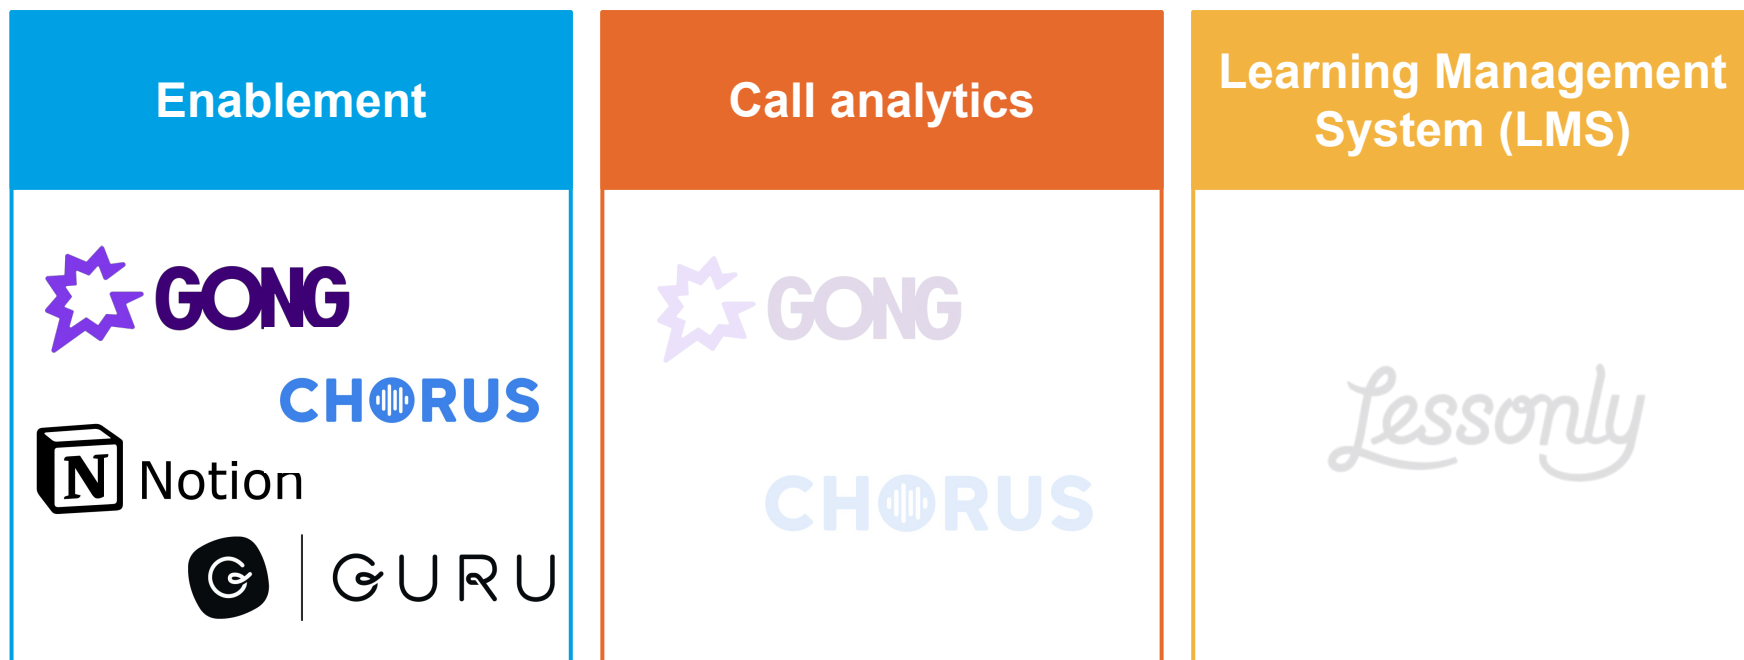 Enablement
GONG
CHORUS
Notion
GURU
Call analytics
GONG
CHORUS
Learning Management
System (LMS)
Lessonly